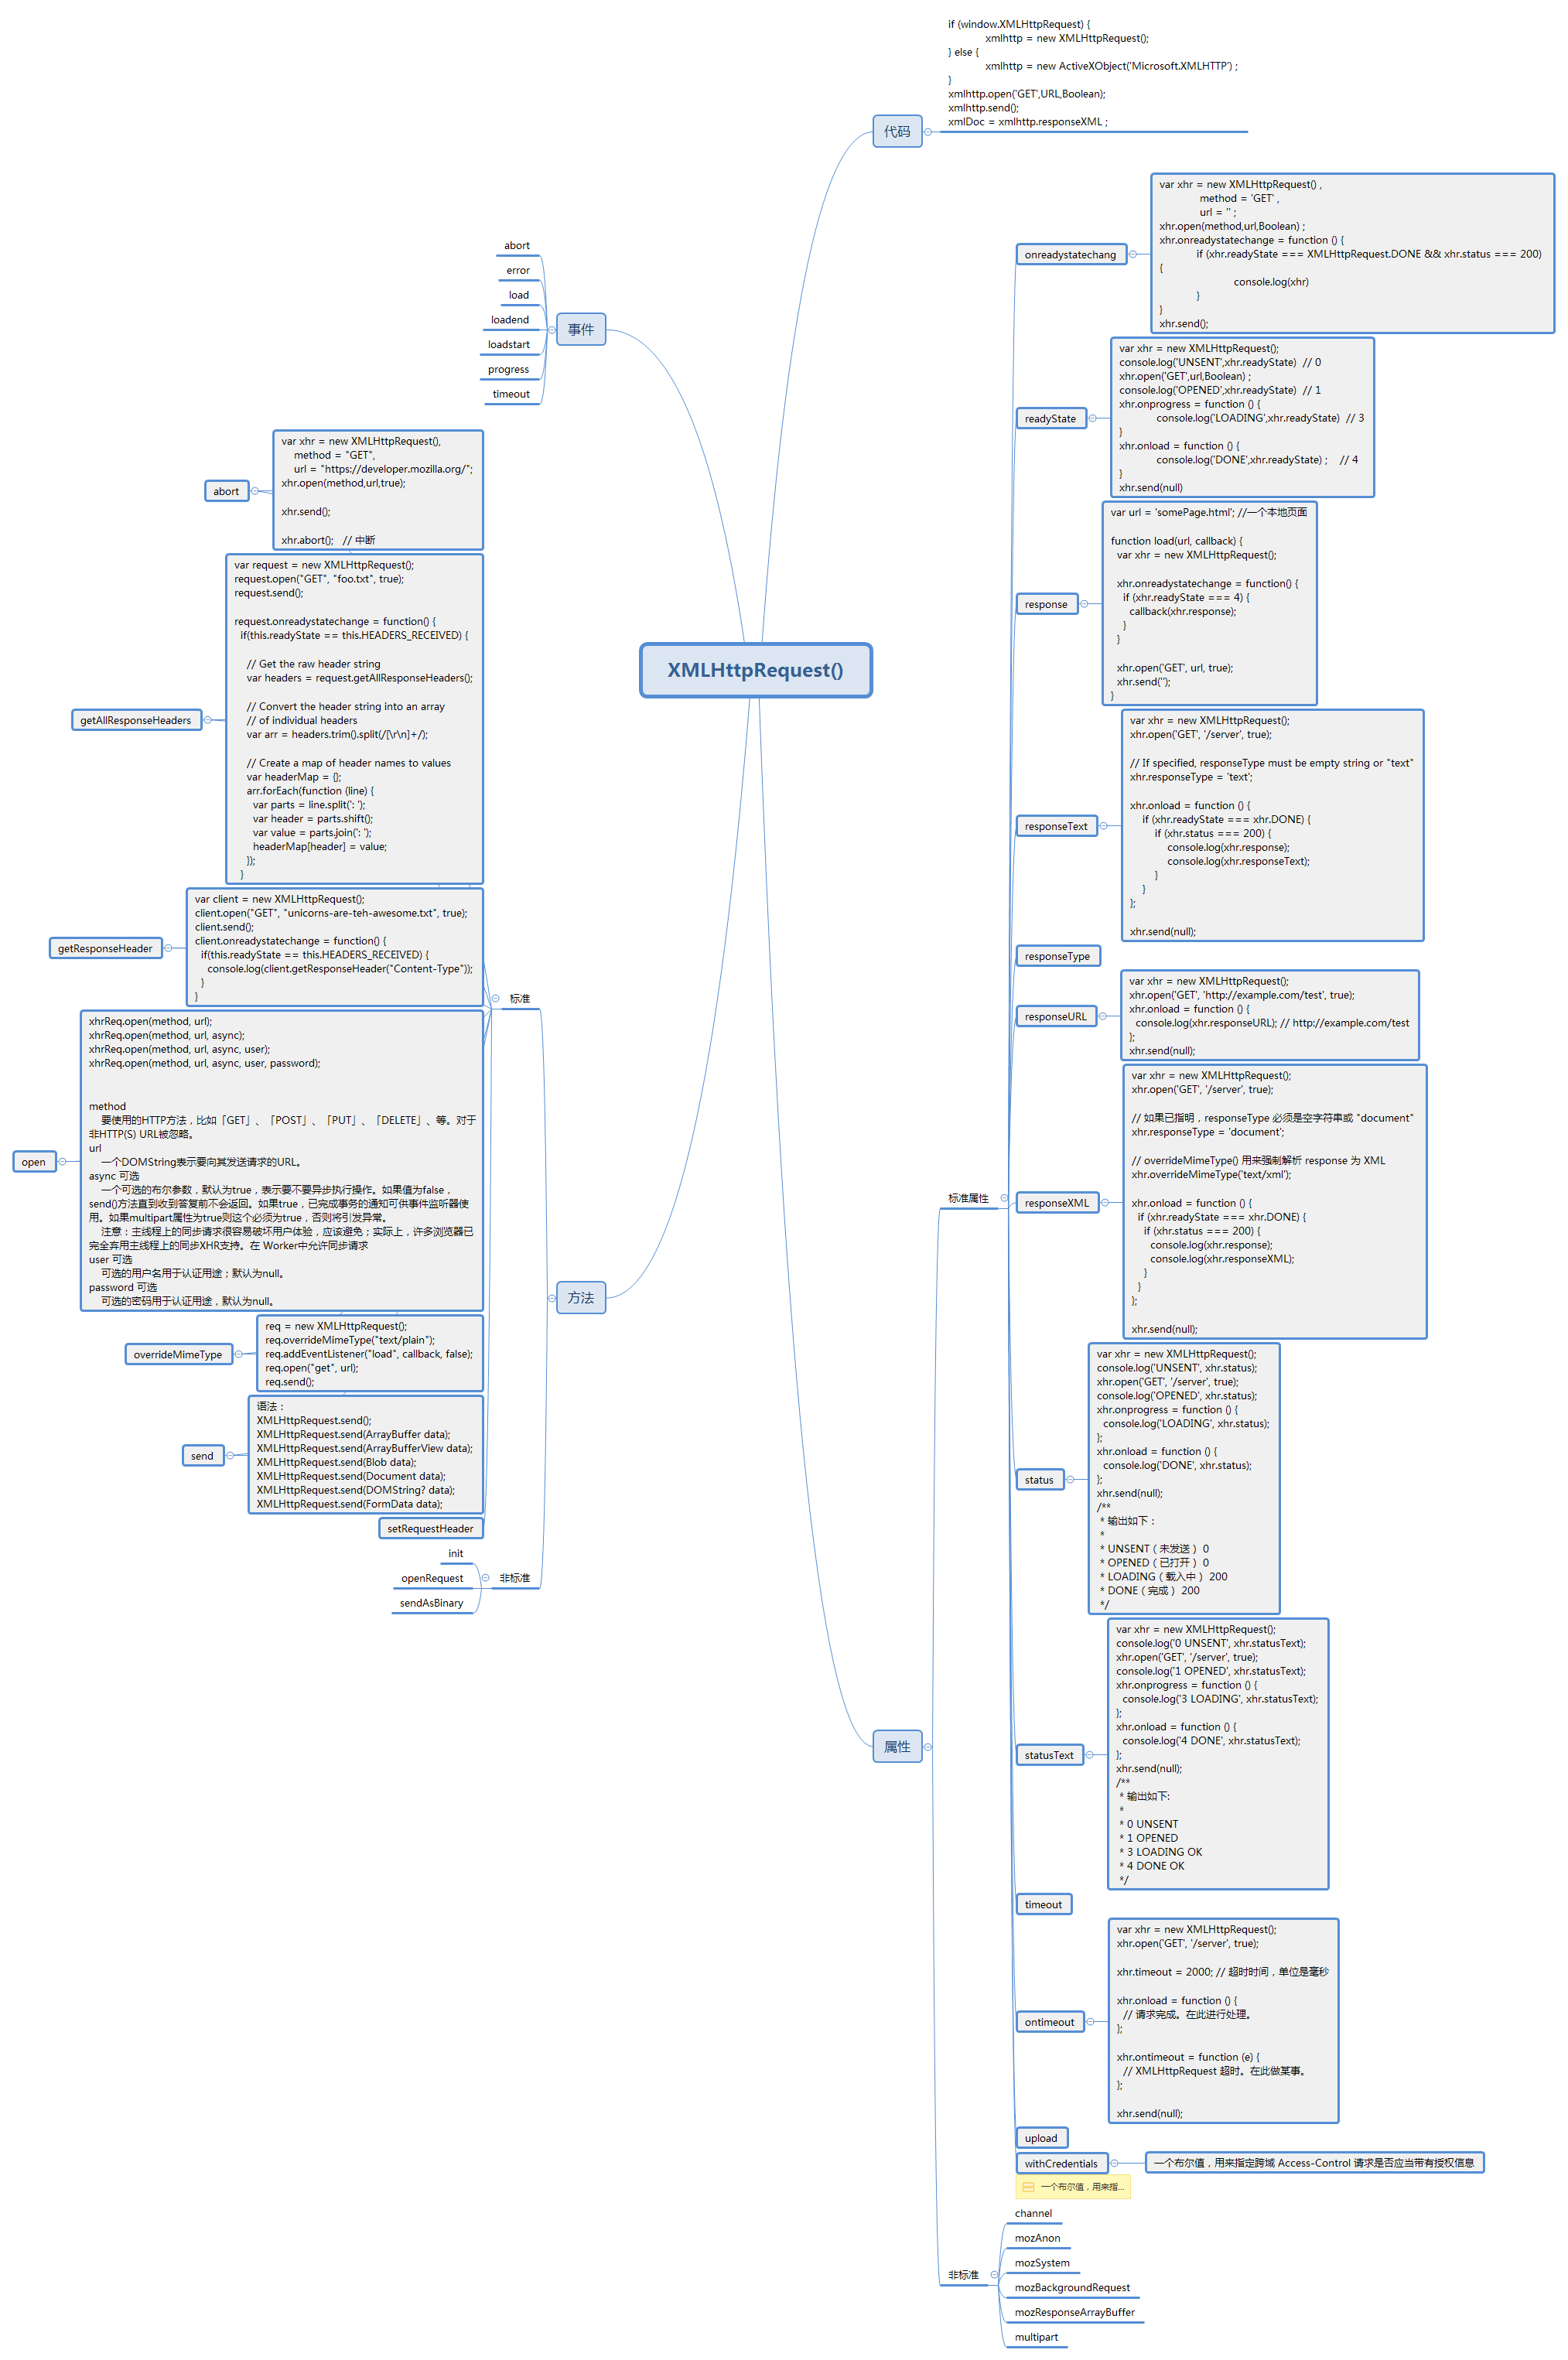 XMLHttpRequest()
代码
if (window.XMLHttpRequest) {
xmlhttp = new XMLHttpRequest();
} else {
xmlhttp = new ActiveXObject('Microsoft.XMLHTTP') ;
}
xmlhttp.open('GET',URL,Boolean);
xmlhttp.send();
xmlDoc = xmlhttp.responseXML ;
属性
标准属性
onreadystatechang
var xhr = new XMLHttpRequest() ,
method = 'GET' ,
url = '' ;
xhr.open(method,url,Boolean) ;
xhr.onreadystatechange = function () {
if (xhr.readyState === XMLHttpRequest.DONE && xhr.status === 200)
{
console.log(xhr)
}
}
xhr.send();
readyState
var xhr = new XMLHttpRequest();
console.log('UNSENT',xhr.readyState) // 0
xhr.open('GET',url,Boolean) ;
console.log('OPENED',xhr.readyState) // 1
xhr.onprogress = function () {
console.log('LOADING',xhr.readyState) // 3
}
xhr.onload = function () {
console.log('DONE',xhr.readyState) ; // 4
}
xhr.send(null)
response
var url = 'somePage.html'; //一个本地页面
function load(url, callback) {
var xhr = new XMLHttpRequest();
xhr.onreadystatechange = function() {
if (xhr.readyState === 4) {
callback(xhr.response);
}
}
xhr.open('GET', url, true);
xhr.send('');
}
responseText
var xhr = new XMLHttpRequest();
xhr.open('GET', '/server', true);
// If specified, responseType must be empty string or "text"
xhr.responseType = 'text';
xhr.onload = function () {
if (xhr.readyState === xhr.DONE) {
if (xhr.status === 200) {
console.log(xhr.response);
console.log(xhr.responseText);
}
}
};
xhr.send(null);
responseType
responseURL
var xhr = new XMLHttpRequest();
xhr.open('GET', 'http://example.com/test', true);
xhr.onload = function () {
console.log(xhr.responseURL); // http://example.com/test
};
xhr.send(null);
responseXML
var xhr = new XMLHttpRequest();
xhr.open('GET', '/server', true);
// 如果已指明，responseType 必须是空字符串或 "document"
xhr.responseType = 'document';
// overrideMimeType() 用来强制解析 response 为 XML
xhr.overrideMimeType('text/xml');
xhr.onload = function () {
if (xhr.readyState === xhr.DONE) {
if (xhr.status === 200) {
console.log(xhr.response);
console.log(xhr.responseXML);
}
}
};
xhr.send(null);
status
var xhr = new XMLHttpRequest();
console.log('UNSENT', xhr.status);
xhr.open('GET', '/server', true);
console.log('OPENED', xhr.status);
xhr.onprogress = function () {
console.log('LOADING', xhr.status);
};
xhr.onload = function () {
console.log('DONE', xhr.status);
};
xhr.send(null);
/**
* 输出如下：
*
* UNSENT（未发送） 0
* OPENED（已打开） 0
* LOADING（载入中） 200
* DONE（完成） 200
*/
statusText
var xhr = new XMLHttpRequest();
console.log('0 UNSENT', xhr.statusText);
xhr.open('GET', '/server', true);
console.log('1 OPENED', xhr.statusText);
xhr.onprogress = function () {
console.log('3 LOADING', xhr.statusText);
};
xhr.onload = function () {
console.log('4 DONE', xhr.statusText);
};
xhr.send(null);
/**
* 输出如下:
*
* 0 UNSENT
* 1 OPENED
* 3 LOADING OK
* 4 DONE OK
*/
timeout
ontimeout
var xhr = new XMLHttpRequest();
xhr.open('GET', '/server', true);
xhr.timeout = 2000; // 超时时间，单位是毫秒
xhr.onload = function () {
// 请求完成。在此进行处理。
};
xhr.ontimeout = function (e) {
// XMLHttpRequest 超时。在此做某事。
};
xhr.send(null);
upload
withCredentials
一个布尔值，用来指定跨域 Access-Control 请求是否应当带有授权信息
一个布尔值，用来指...
非标准
channel
mozAnon
mozSystem
mozBackgroundRequest
mozResponseArrayBuffer
multipart
事件
abort
error
load
loadend
loadstart
progress
timeout
方法
标准
abort
var xhr = new XMLHttpRequest(),
method = "GET",
url = "https://developer.mozilla.org/";
xhr.open(method,url,true);
xhr.send();
xhr.abort(); // 中断
getAllResponseHeaders
var request = new XMLHttpRequest();
request.open("GET", "foo.txt", true);
request.send();
request.onreadystatechange = function() {
if(this.readyState == this.HEADERS_RECEIVED) {
// Get the raw header string
var headers = request.getAllResponseHeaders();
// Convert the header string into an array
// of individual headers
var arr = headers.trim().split(/[\r\n]+/);
// Create a map of header names to values
var headerMap = {};
arr.forEach(function (line) {
var parts = line.split(': ');
var header = parts.shift();
var value = parts.join(': ');
headerMap[header] = value;
});
}
getResponseHeader
var client = new XMLHttpRequest();
client.open("GET", "unicorns-are-teh-awesome.txt", true);
client.send();
client.onreadystatechange = function() {
if(this.readyState == this.HEADERS_RECEIVED) {
console.log(client.getResponseHeader("Content-Type"));
}
}
open
xhrReq.open(method, url);
xhrReq.open(method, url, async);
xhrReq.open(method, url, async, user);
xhrReq.open(method, url, async, user, password);
method
要使用的HTTP方法，比如「GET」、「POST」、「PUT」、「DELETE」、等。对于
非HTTP(S) URL被忽略。
url
一个DOMString表示要向其发送请求的URL。
async 可选
一个可选的布尔参数，默认为true，表示要不要异步执行操作。如果值为false，
send()方法直到收到答复前不会返回。如果true，已完成事务的通知可供事件监听器使
用。如果multipart属性为true则这个必须为true，否则将引发异常。
注意：主线程上的同步请求很容易破坏用户体验，应该避免；实际上，许多浏览器已
完全弃用主线程上的同步XHR支持。在 Worker中允许同步请求
user 可选
可选的用户名用于认证用途；默认为null。
password 可选
可选的密码用于认证用途，默认为null。
overrideMimeType
req = new XMLHttpRequest();
req.overrideMimeType("text/plain");
req.addEventListener("load", callback, false);
req.open("get", url);
req.send();
send
语法：
XMLHttpRequest.send();
XMLHttpRequest.send(ArrayBuffer data);
XMLHttpRequest.send(ArrayBufferView data);
XMLHttpRequest.send(Blob data);
XMLHttpRequest.send(Document data);
XMLHttpRequest.send(DOMString? data);
XMLHttpRequest.send(FormData data);
setRequestHeader
非标准
init
openRequest
sendAsBinary